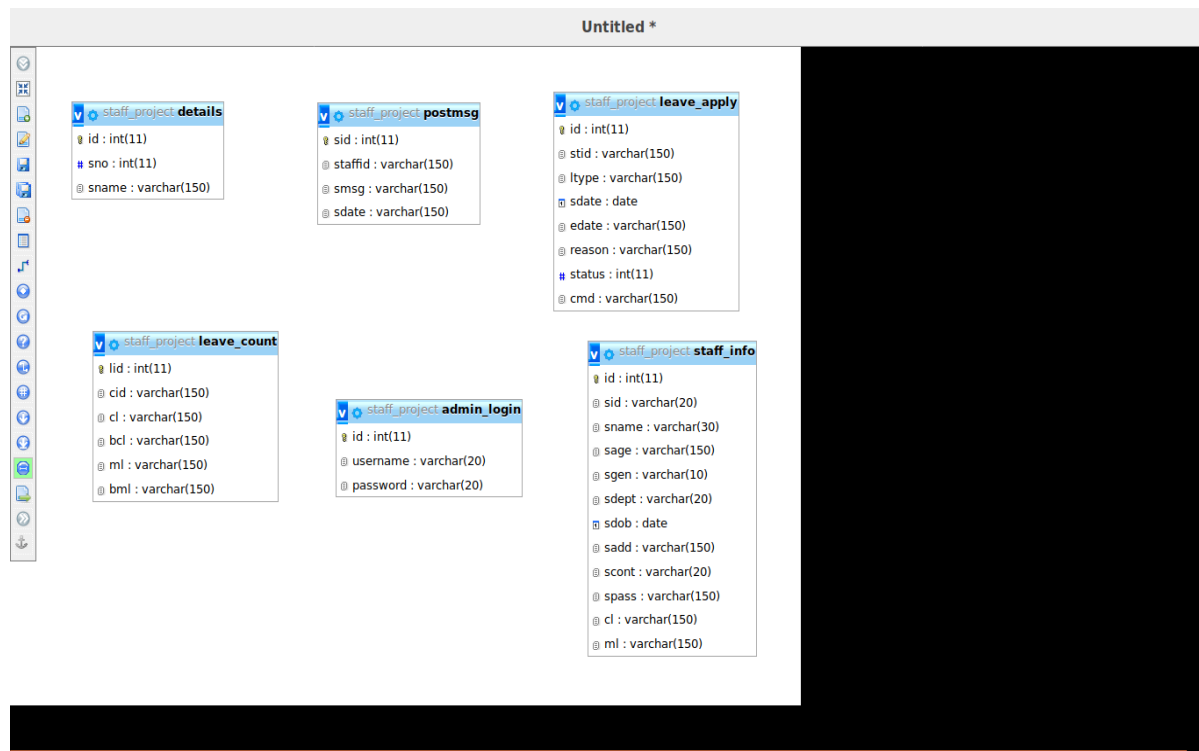 Untitled *
staff_project details
id : int(11)
sno : int(11)
sname : varchar(150)
staff_project postmsg
sid : int(11)
staffid : varchar(150)
smsg : varchar(150)
sdate : varchar(150)
staff_project leave_apply
id : int(11)
stid : varchar(150)
ltype : varchar(150)
sdate : date
edate : varchar(150)
reason : varchar(150)
status : int(11)
cmd : varchar(150)
staff_project leave_count
lid : int(11)
cid : varchar(150)
cl : varchar(150)
bcl : varchar(150)
ml : varchar(150)
bml : varchar(150)
staff_project admin_login
id : int(11)
username : varchar(20)
password : varchar(20)
staff_project staff_info
id : int(11)
sid : varchar(20)
sname : varchar(30)
sage : varchar(150)
sgen : varchar(10)
sdept : varchar(20)
sdob : date
sadd : varchar(150)
scont : varchar(20)
spass : varchar(150)
cl : varchar(150)
ml : varchar(150)